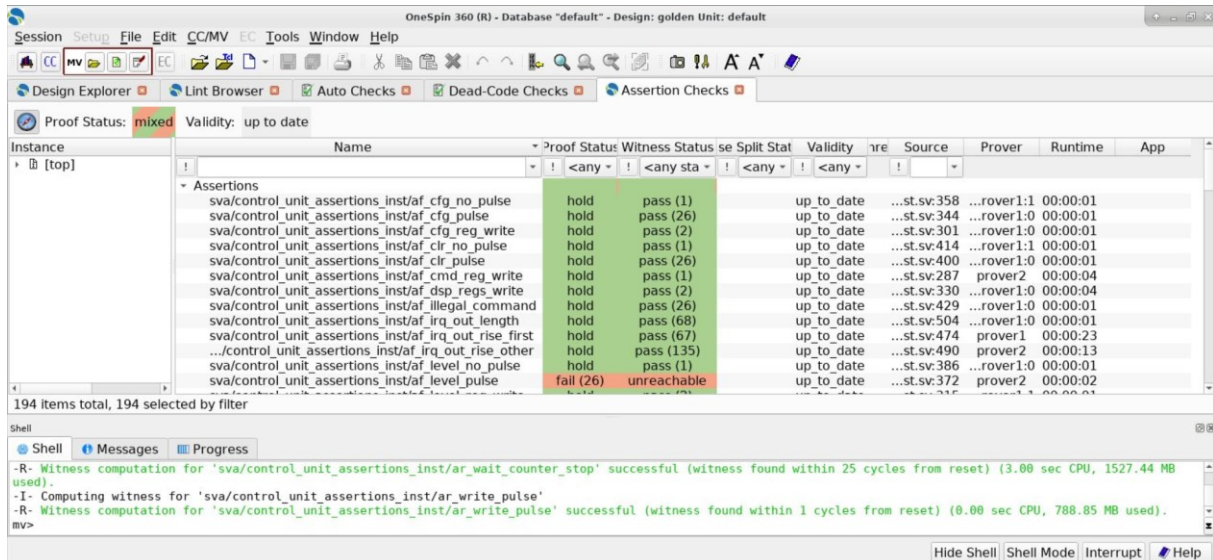 OneSpin 360 (R) - Database "default" - Design: golden Unit: default
Session Setup File Edit CC/MV EC Tools Window Help
CC MV EC
Design Explorer Lint Browser Auto Checks Dead-Code Checks Assertion Checks
Proof Status: mixed Validity: up to date
Instance Name Proof Status Witness Status se Split Stat Validity Source Prover Runtime App
[top] ! ! <any ! <any sta ! <any ! <any !
Assertions
sva/control_unit_assertions_inst/af_cfg_no_pulse hold pass (1) up_to_date ...st.sv:358 ...rover1:1 00:00:01
sva/control_unit_assertions_inst/af_cfg_pulse hold pass (26) up_to_date ...st.sv:344 ...rover1:0 00:00:01
sva/control_unit_assertions_inst/af_cfg_reg_write hold pass (2) up_to_date ...st.sv:301 ...rover1:0 00:00:01
sva/control_unit_assertions_inst/af_clr_no_pulse hold pass (1) up_to_date ...st.sv:414 ...rover1:1 00:00:01
sva/control_unit_assertions_inst/af_clr_pulse hold pass (26) up_to_date ...st.sv:400 ...rover1:0 00:00:01
sva/control_unit_assertions_inst/af_cmd_reg_write hold pass (1) up_to_date ...st.sv:287 prover2 00:00:04
sva/control_unit_assertions_inst/af_dsp_regs_write hold pass (2) up_to_date ...st.sv:330 ...rover1:0 00:00:04
sva/control_unit_assertions_inst/af_illegal_command hold pass (26) up_to_date ...st.sv:429 ...rover1:0 00:00:01
sva/control_unit_assertions_inst/af_irq_out_length hold pass (68) up_to_date ...st.sv:504 ...rover1:0 00:00:01
sva/control_unit_assertions_inst/af_irq_out_rise_first hold pass (67) up_to_date ...st.sv:474 prover1 00:00:23
.../control_unit_assertions_inst/af_irq_out_rise_other hold pass (135) up_to_date ...st.sv:490 prover2 00:00:13
sva/control_unit_assertions_inst/af_level_no_pulse hold pass (1) up_to_date ...st.sv:386 ...rover1:0 00:00:01
sva/control_unit_assertions_inst/af_level_pulse fail (26) unreachable up_to_date ...st.sv:372 prover2 00:00:02
194 items total, 194 selected by filter
Shell
Shell Messages Progress
-R- Witness computation for 'sva/control_unit_assertions_inst/ar_wait_counter_stop' successful (witness found within 25 cycles from reset) (3.00 sec CPU, 1527.44 MB
used).
-I- Computing witness for 'sva/control_unit_assertions_inst/ar_write_pulse'
-R- Witness computation for 'sva/control_unit_assertions_inst/ar_write_pulse' successful (witness found within 1 cycles from reset) (0.00 sec CPU, 788.85 MB used).
mv>
Hide Shell Shell Mode Interrupt Help